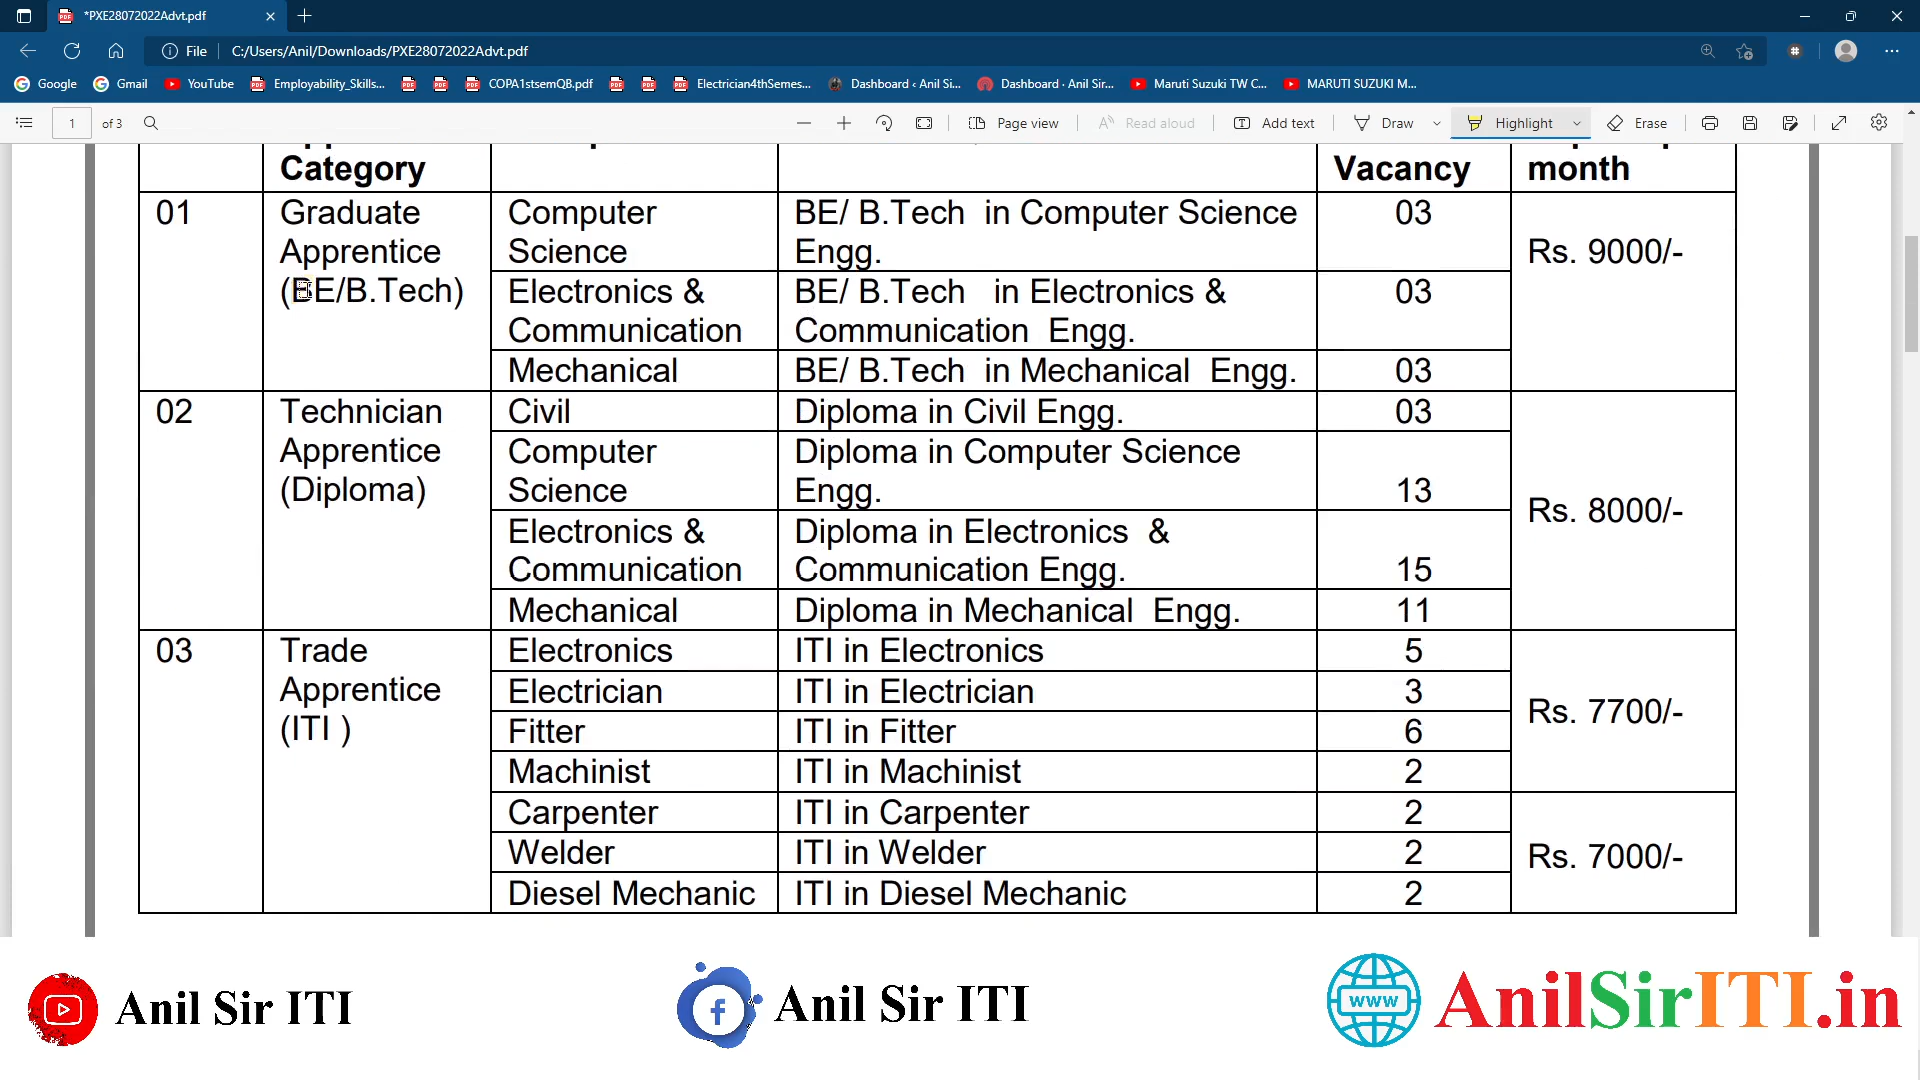 *PXE28072022Advt.pdf
File
C:/Users/Anil/Downloads/PXE28072022Advt.pdf
Google
Gmail
YouTube
Employability_Skills...
COPA1stsemQB.pdf
Electrician4thSemes...
Dashboard ‹ Anil Si...
Dashboard · Anil Sir...
Maruti Suzuki TW C...
MARUTI SUZUKI M...
1 of 3
Page view
Read aloud
Add text
Draw
Highlight
Erase
Category
Vacancy
month
01
Graduate
Apprentice
(BE/B.Tech)
Computer
Science
BE/ B.Tech in Computer Science
Engg.
03
Rs. 9000/-
Electronics &
Communication
BE/ B.Tech in Electronics &
Communication Engg.
03
Mechanical
BE/ B.Tech in Mechanical Engg.
03
02
Technician
Apprentice
(Diploma)
Civil
Diploma in Civil Engg.
03
Rs. 8000/-
Computer
Science
Diploma in Computer Science
Engg.
13
Electronics &
Communication
Diploma in Electronics &
Communication Engg.
15
Mechanical
Diploma in Mechanical Engg.
11
03
Trade
Apprentice
(ITI )
Electronics
ITI in Electronics
5
Rs. 7700/-
Electrician
ITI in Electrician
3
Fitter
ITI in Fitter
6
Machinist
ITI in Machinist
2
Carpenter
ITI in Carpenter
2
Rs. 7000/-
Welder
ITI in Welder
2
Diesel Mechanic
ITI in Diesel Mechanic
2
Anil Sir ITI
Anil Sir ITI
www
AnilSirITI.in